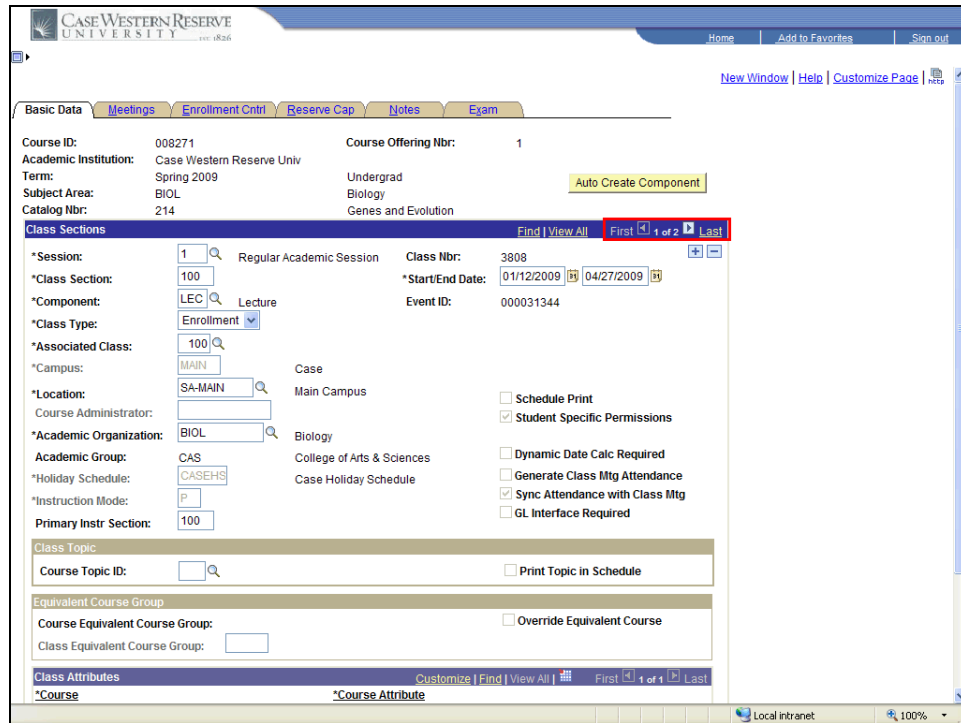 CASE WESTERN RESERVE
UNIVERSITY EST 1826
Home Add to Favorites Sign out
New Window | Help | Customize Page | http
Basic Data Meetings Enrollment Cntrl Reserve Cap Notes Exam
Course ID: 008271 Course Offering Nbr: 1
Academic Institution: Case Western Reserve Univ
Term: Spring 2009 Undergrad Auto Create Component
Subject Area: BIOL Biology
Catalog Nbr: 214 Genes and Evolution
Class Sections Find | View All First 1 of 2 Last
*Session: 1 Regular Academic Session Class Nbr: 3808
*Class Section: 100 *Start/End Date: 01/12/2009 04/27/2009
*Component: LEC Lecture Event ID: 000031344
*Class Type: Enrollment
*Associated Class: 100
*Campus: MAIN Case
*Location: SA-MAIN Main Campus Schedule Print
Course Administrator: Student Specific Permissions
*Academic Organization: BIOL Biology
Academic Group: CAS College of Arts & Sciences Dynamic Date Calc Required
*Holiday Schedule: CASEHS Case Holiday Schedule Generate Class Mtg Attendance
*Instruction Mode: P Sync Attendance with Class Mtg
Primary Instr Section: 100 GL Interface Required
Class Topic
Course Topic ID: Print Topic in Schedule
Equivalent Course Group
Course Equivalent Course Group: Override Equivalent Course
Class Equivalent Course Group:
Class Attributes Customize | Find | View All | First 1 of 1 Last
*Course *Course Attribute
Local intranet 100%